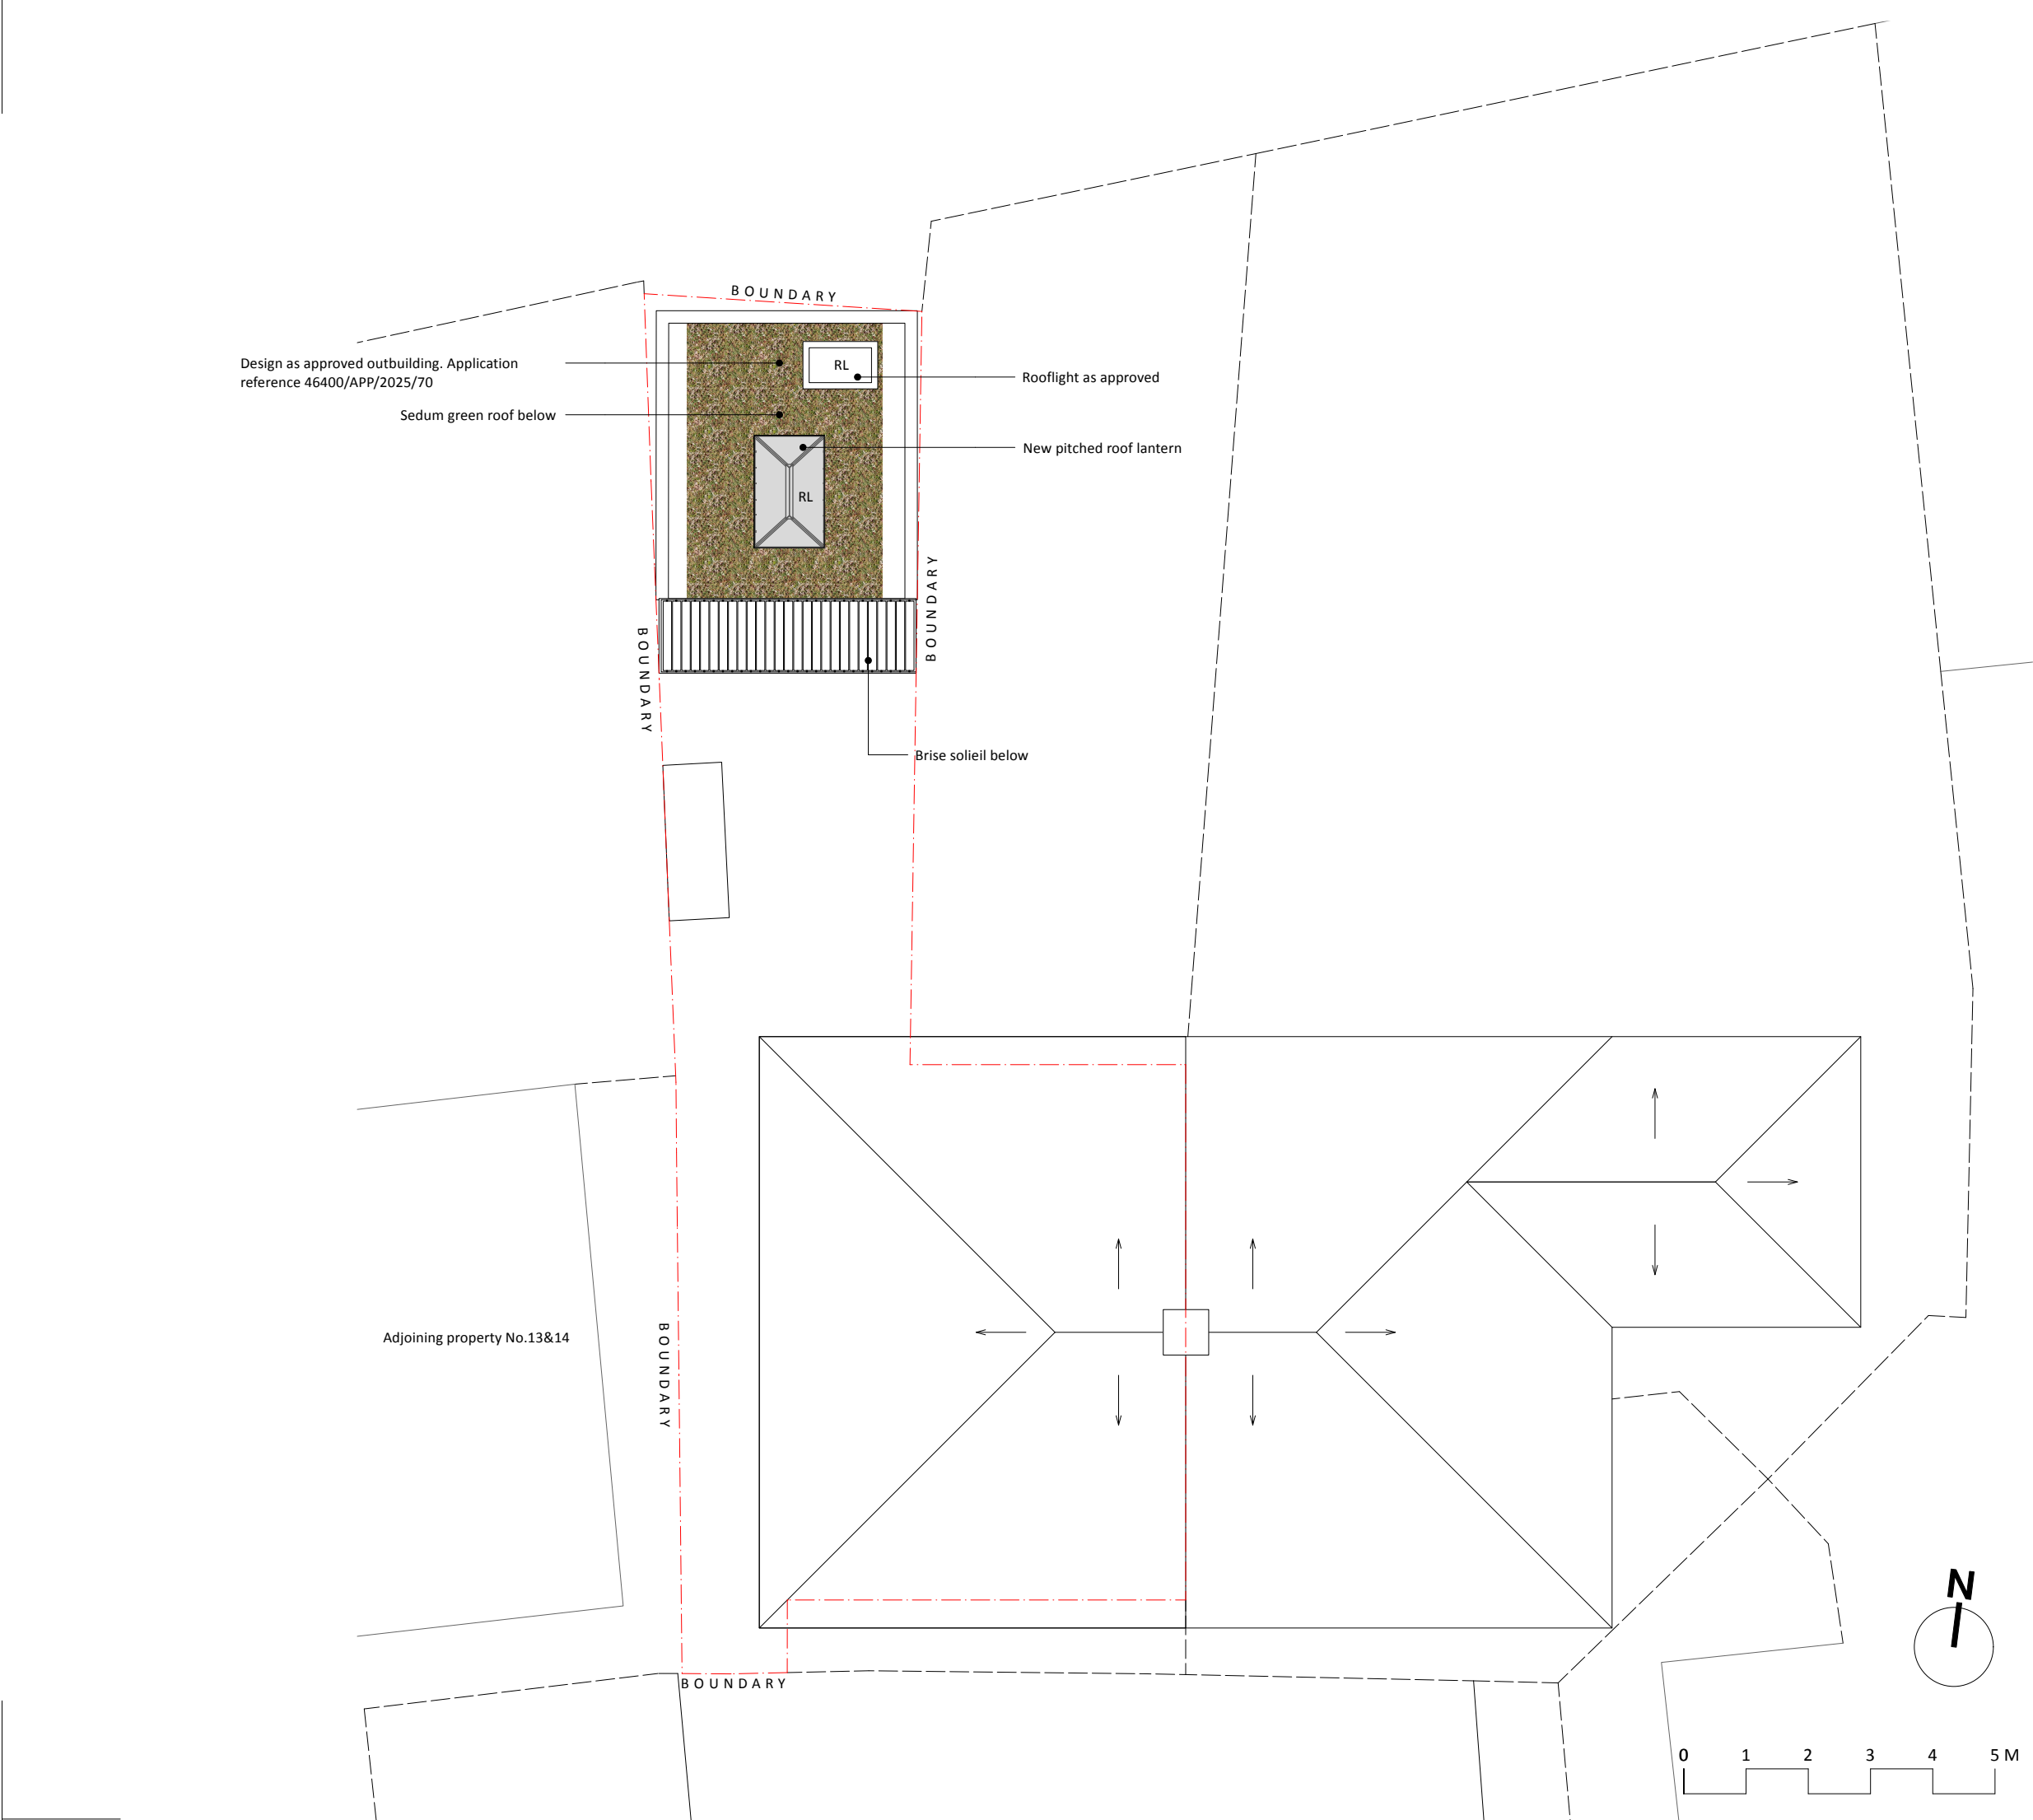 BOUNDARY
Design as approved outbuilding. Application
reference 46400/APP/2025/70
RL
Rooflight as approved
Sedum green roof below
New pitched roof lantern
RL
BOUNDARY
BOUNDARY
Brise solieil below
Adjoining property No.13&14
BOUNDARY
BOUNDARY
N
0 1 2 3 4 5 M